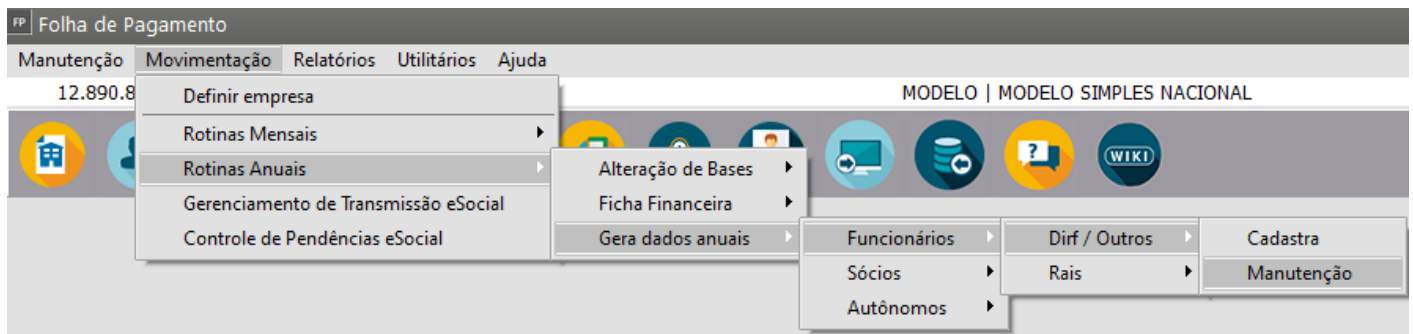 FP Folha de Pagamento
Manutenção Movimentação Relatórios Utilitários Ajuda
12.890.8 MODELO | MODELO SIMPLES NACIONAL
Definir empresa
Rotinas Mensais
Rotinas Anuais
Gerenciamento de Transmissão eSocial
Controle de Pendências eSocial
Alteração de Bases
Ficha Financeira
Gera dados anuais
Funcionários
Sócios
Autônomos
Dirf / Outros
Rais
Cadastra
Manutenção
?
WIKI